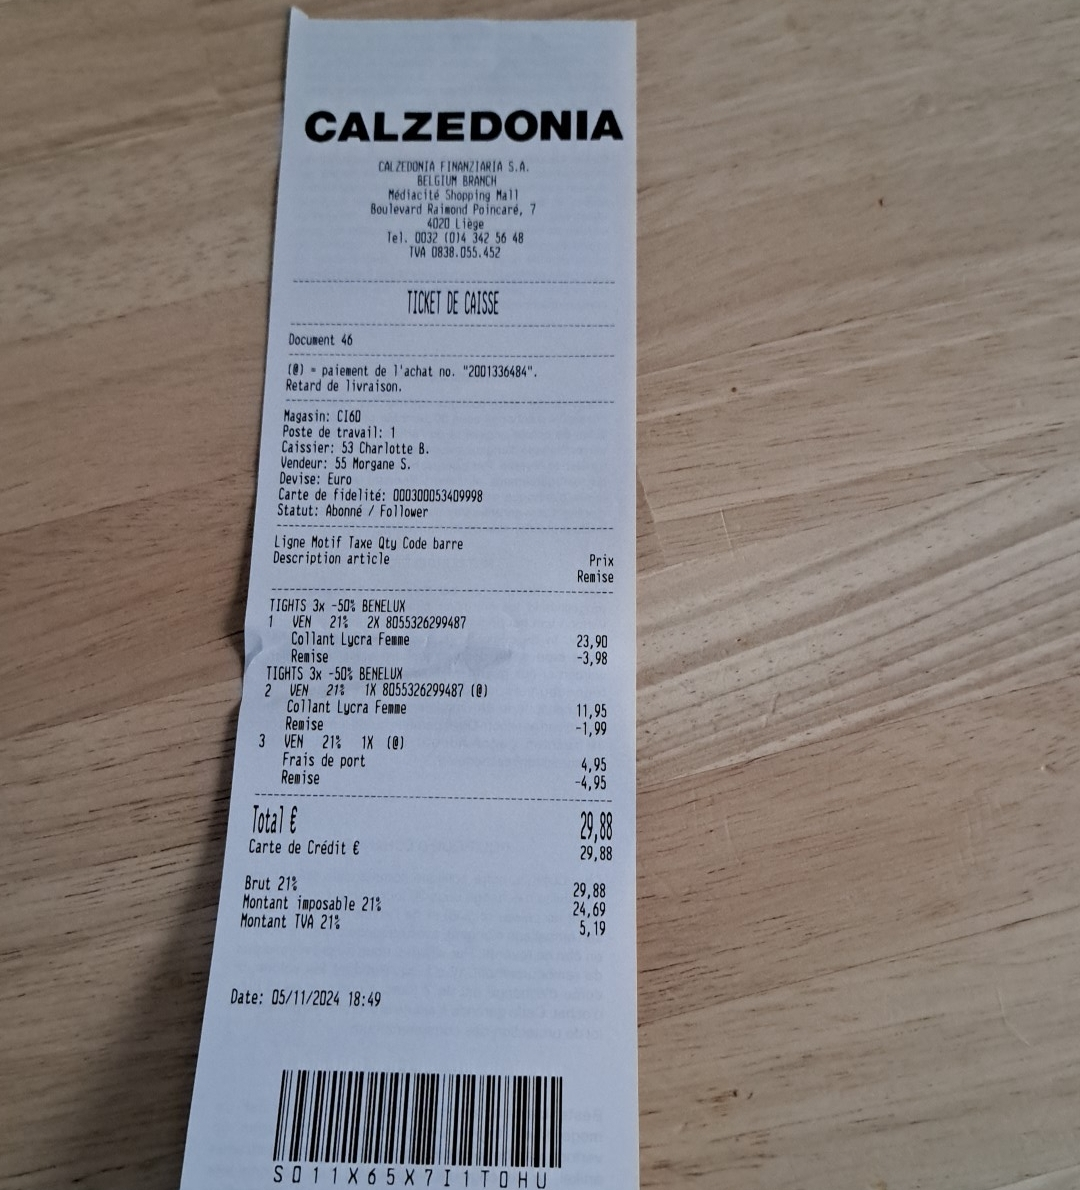 CALZEDONIA
CALZEDONIA FINANZIARIA S.A.
BELGIUM BRANCH
Médiacité Shopping Mall
Boulevard Raimond Poincaré, 7
4020 Liège
Tel. 0032 (0)4 342 56 48
TVA 0838.055.452
TICKET DE CAISSE
Document 46
(@) = paiement de l'achat no. "2001336484".
Retard de livraison.
Magasin: CI60
Poste de travail: 1
Caissier: 53 Charlotte B.
Vendeur: 55 Morgane S.
Devise: Euro
Carte de fidelité: 000300053409998
Statut: Abonné / Follower
Ligne Motif Taxe Qty Code barre
Description article Prix
Remise
TIGHTS 3x -50% BENELUX
1 VEN 21% 2X 8055326299487
Collant Lycra Femme 23,90
Remise -3,98
TIGHTS 3x -50% BENELUX
2 VEN 21% 1X 8055326299487 (@)
Collant Lycra Femme 11,95
Remise -1,99
3 VEN 21% 1X (@)
Frais de port 4,95
Remise -4,95
Total € 29,88
Carte de Crédit € 29,88
Brut 21% 29,88
Montant imposable 21% 24,69
Montant TVA 21% 5,19
Date: 05/11/2024 18:49
S011X65X7I1T0HU